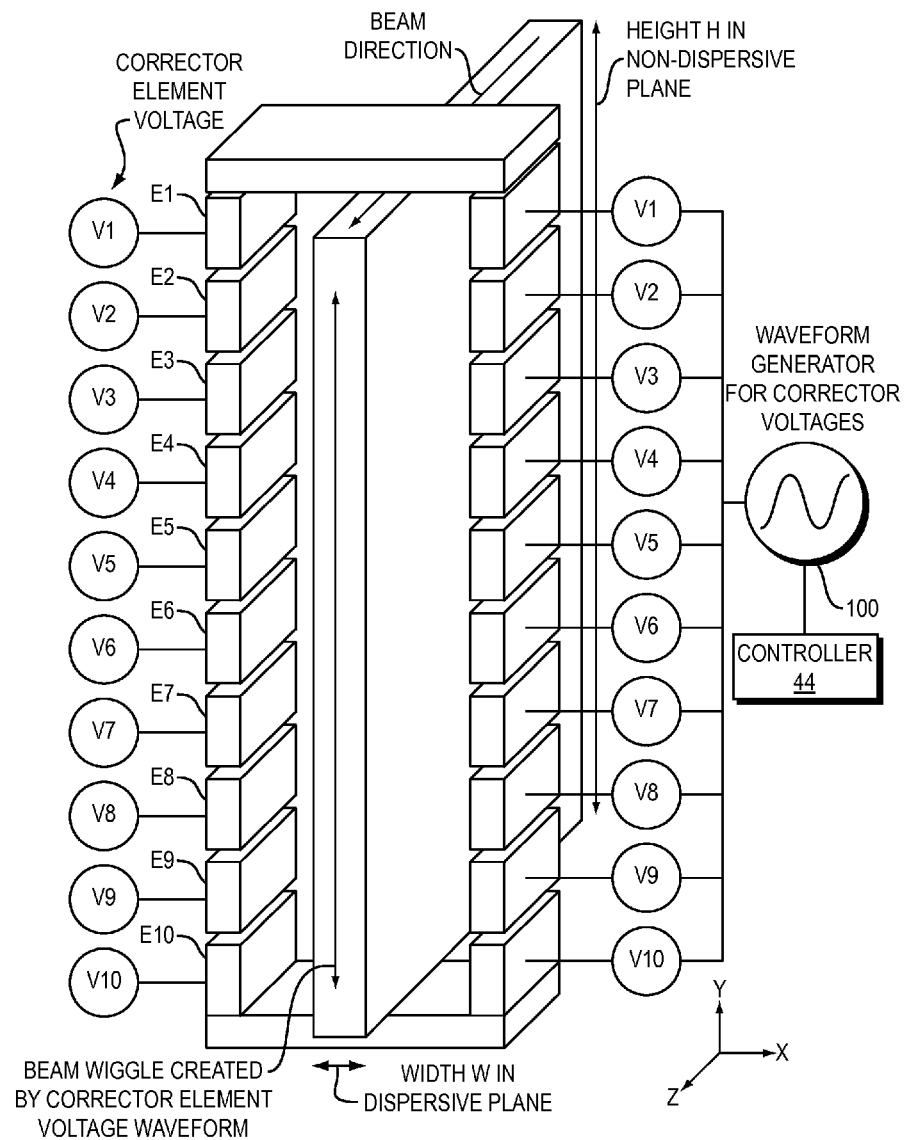 BEAM
DIRECTION
HEIGHT H IN
NON-DISPERSIVE
PLANE
CORRECTOR
ELEMENT
VOLTAGE
E1
V1
V1
E2
V2
V2
E3
V3
V3
WAVEFORM
GENERATOR
FOR CORRECTOR
VOLTAGES
E4
V4
V4
E5
V5
V5
100
E6
V6
V6
CONTROLLER
44
E7
V7
V7
E8
V8
V8
E9
V9
V9
E10
V10
V10
Y
X
Z
BEAM WIGGLE CREATED
BY CORRECTOR ELEMENT
VOLTAGE WAVEFORM
WIDTH W IN
DISPERSIVE PLANE